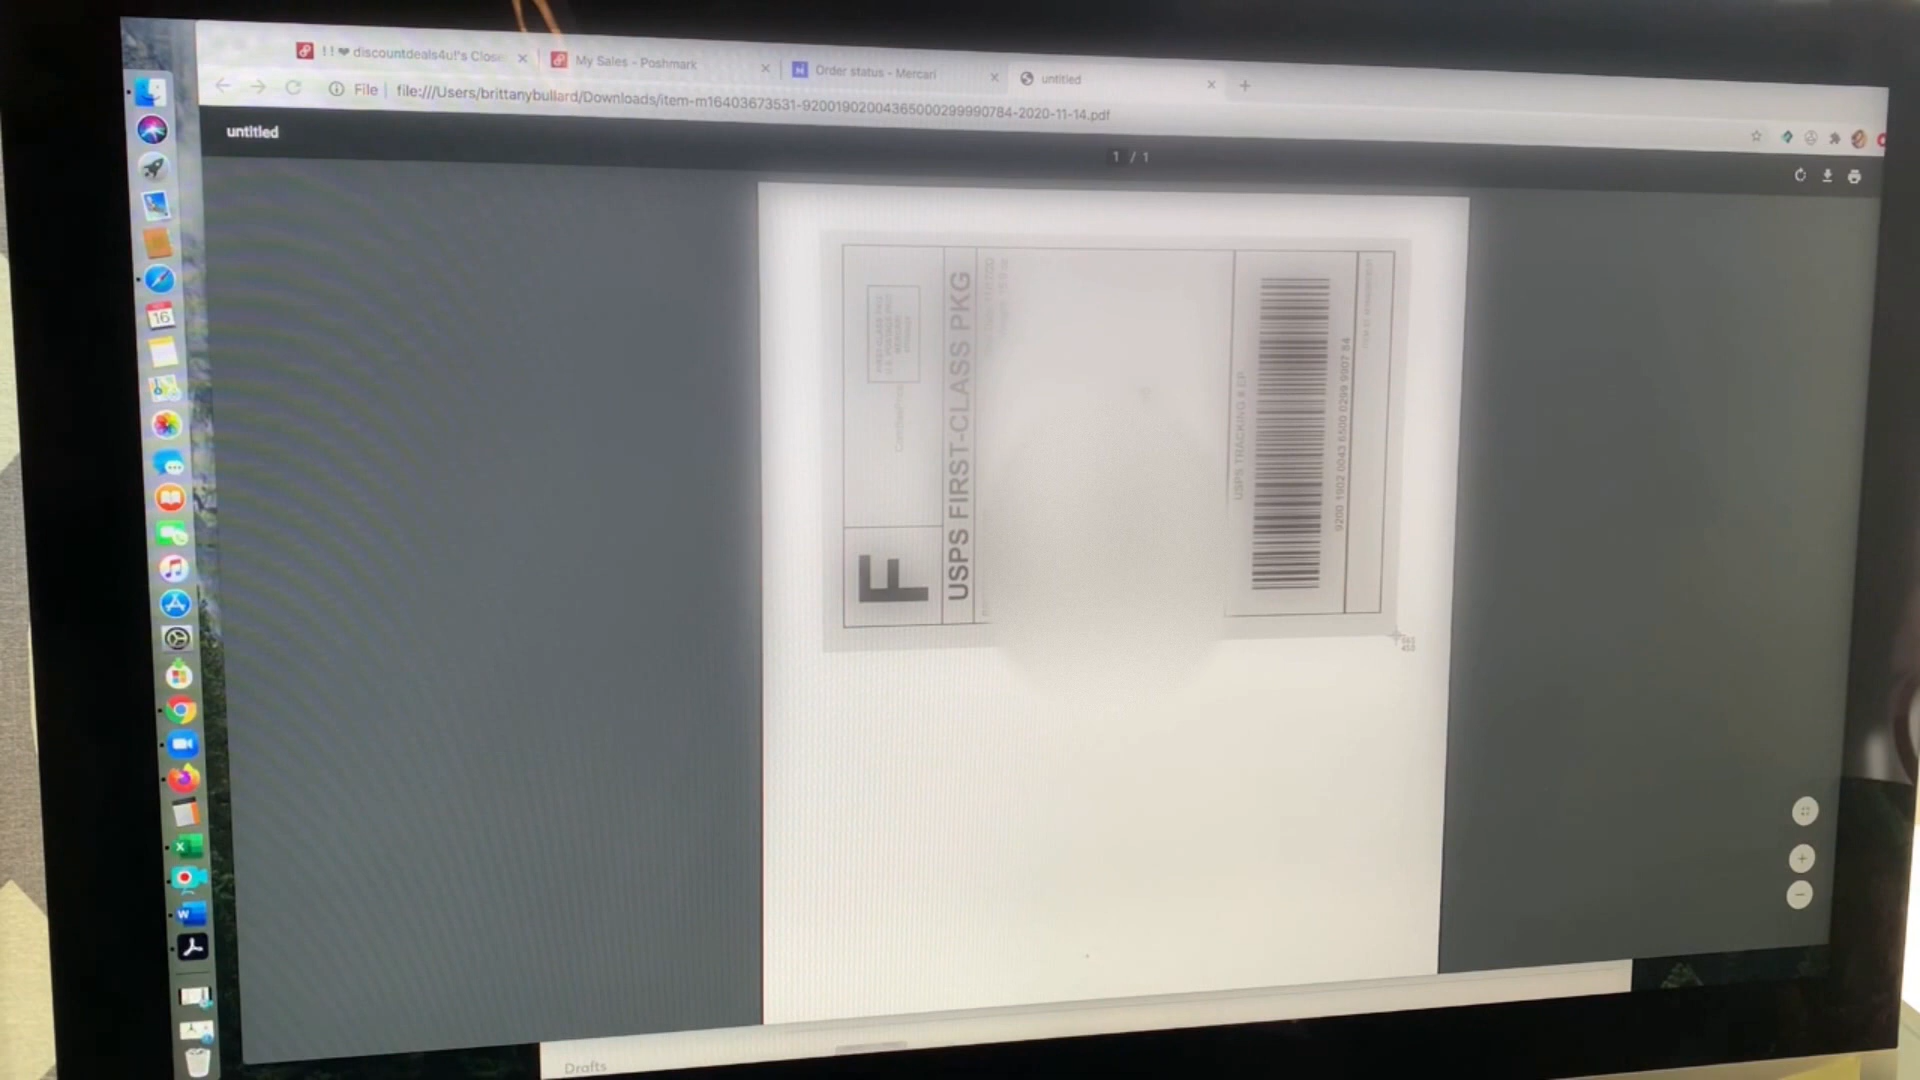 !! ❤ discountdeals4u!'s Close
My Sales - Poshmark
Order status - Mercari
untitled
File
file:///Users/brittanybullard/Downloads/item-m16403673531-9200190200436500029990784-2020-11-14.pdf
untitled
1 / 1
F
USPS FIRST-CLASS PKG
USPS TRACKING # EP
9200 1902 0043 6500 0299 9907 84
16
Drafts